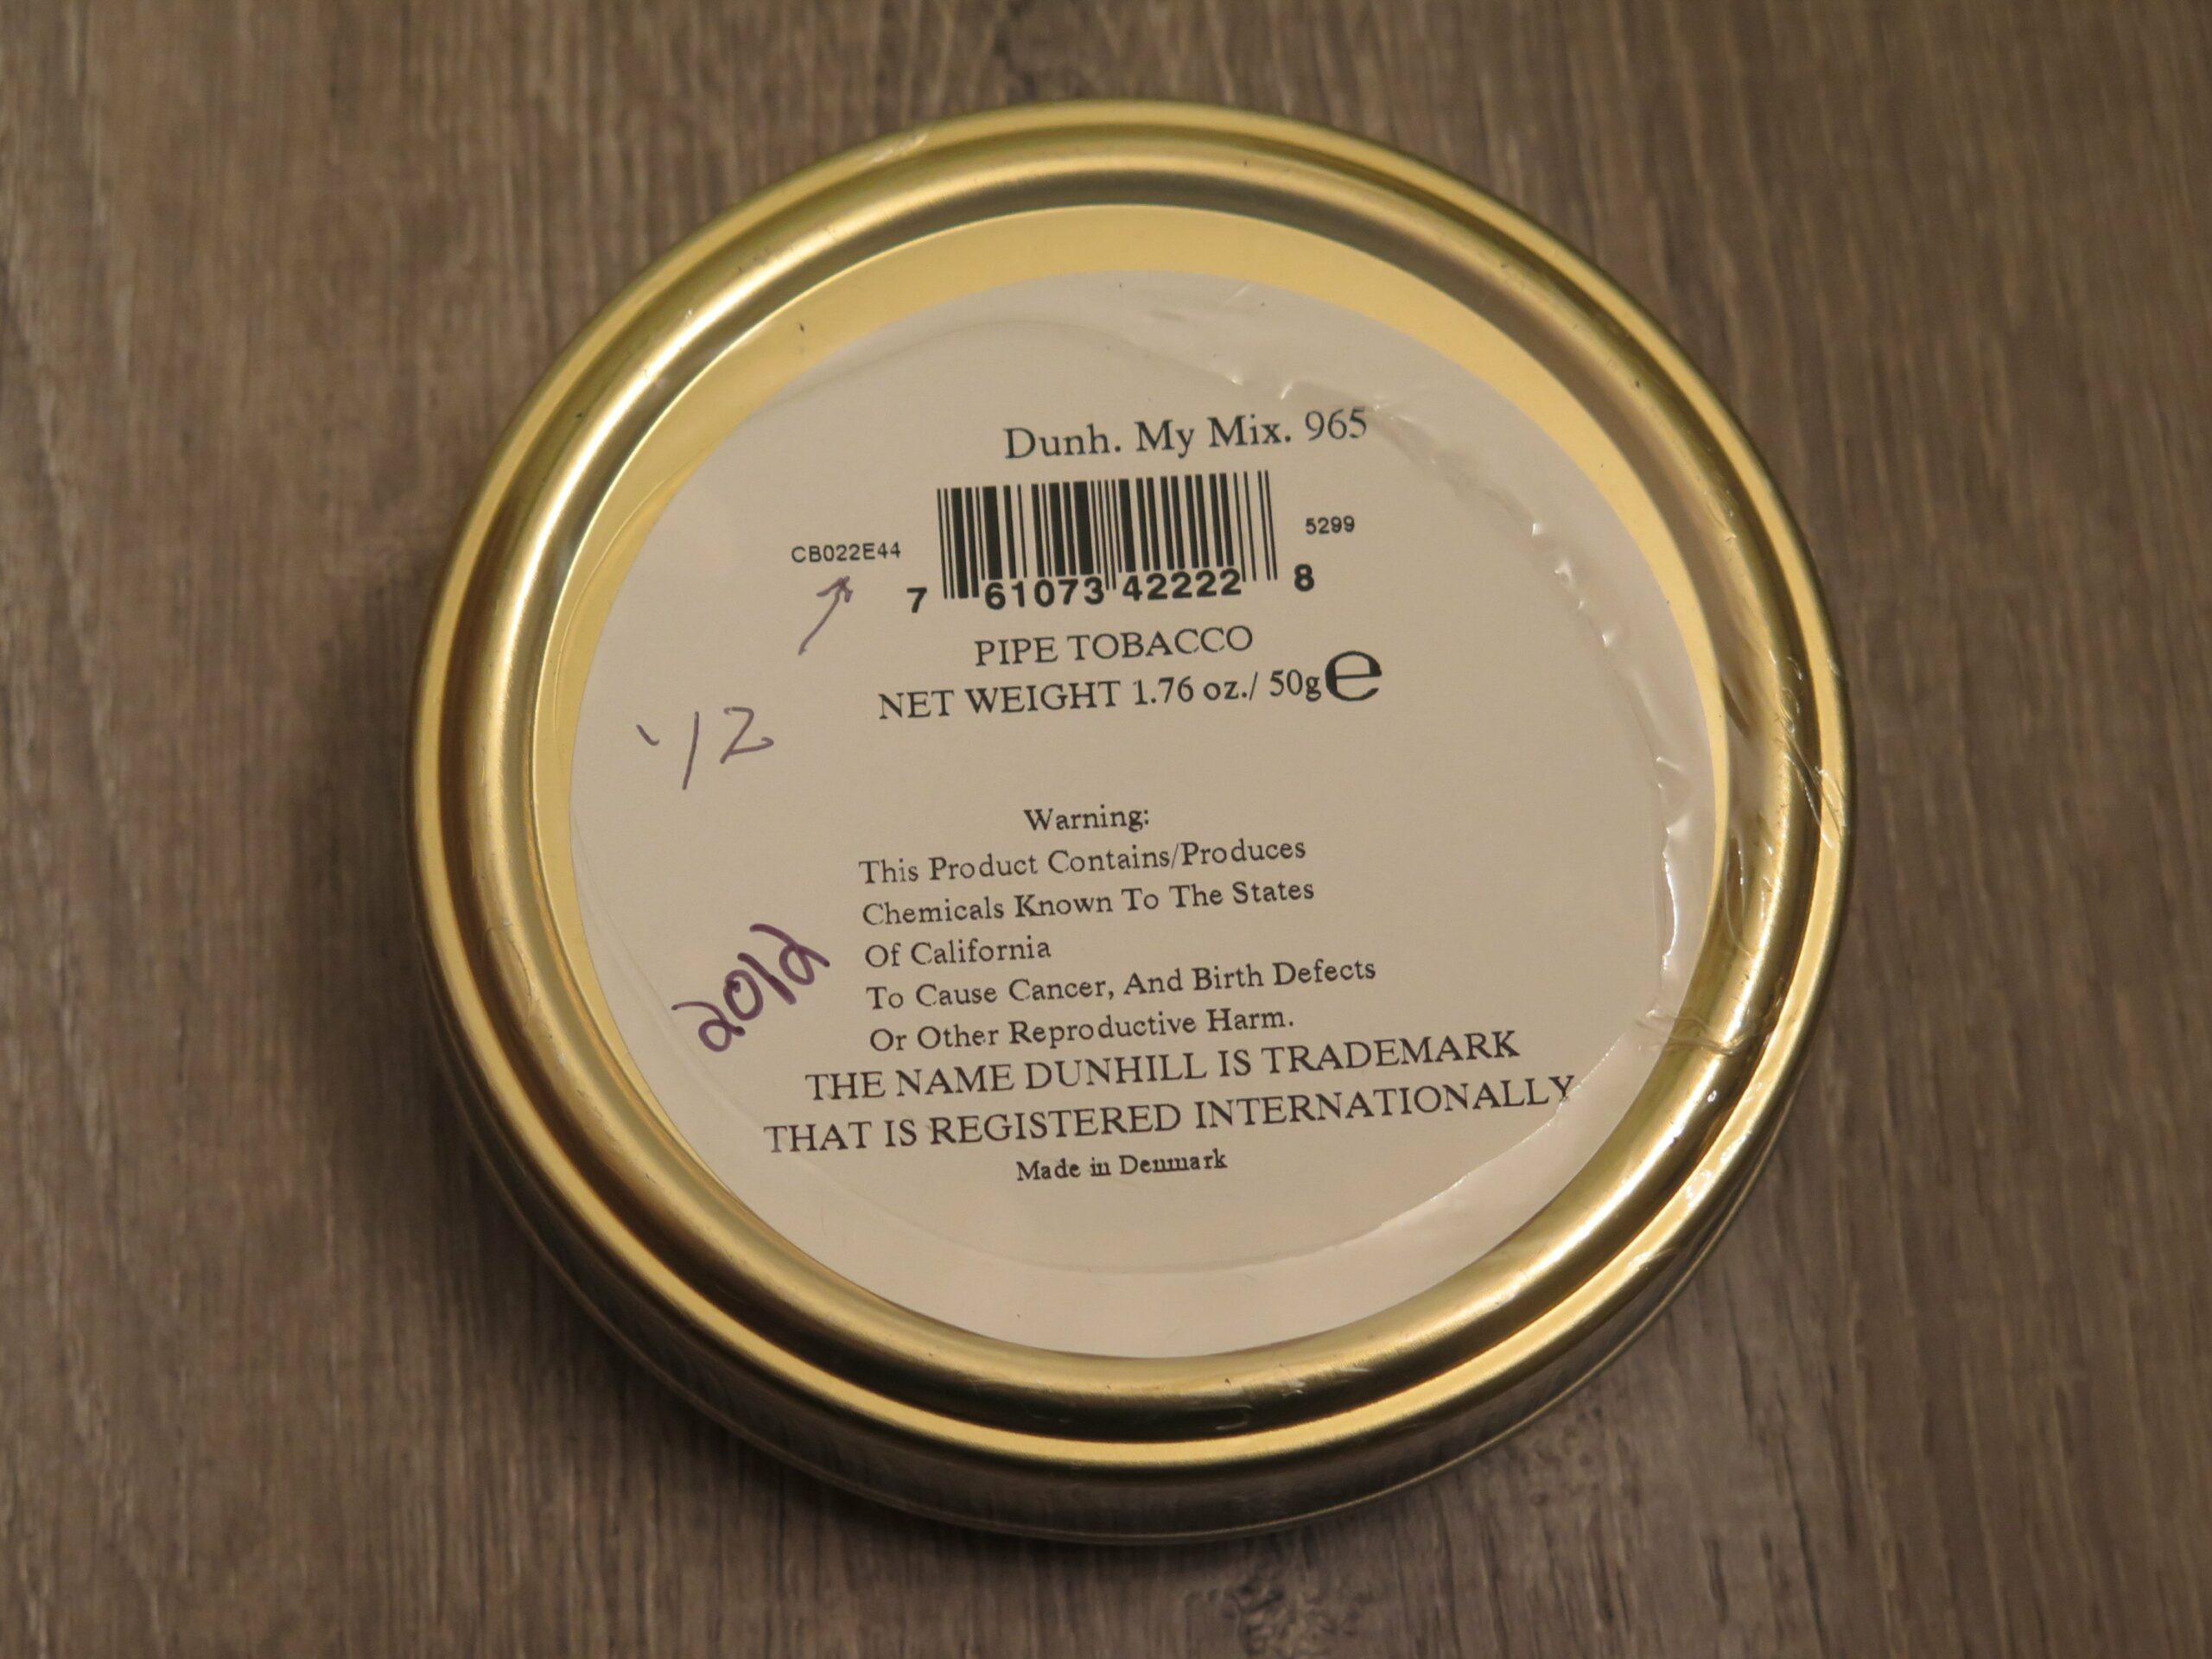 Dunh. My Mix. 965
CB022E44
5299
7 61073 42222 8
PIPE TOBACCO
NET WEIGHT 1.76 oz./ 50g e
'12
Warning:
This Product Contains/Produces
Chemicals Known To The States
Of California
To Cause Cancer, And Birth Defects
Or Other Reproductive Harm.
2012
THE NAME DUNHILL IS TRADEMARK
THAT IS REGISTERED INTERNATIONALLY
Made in Denmark